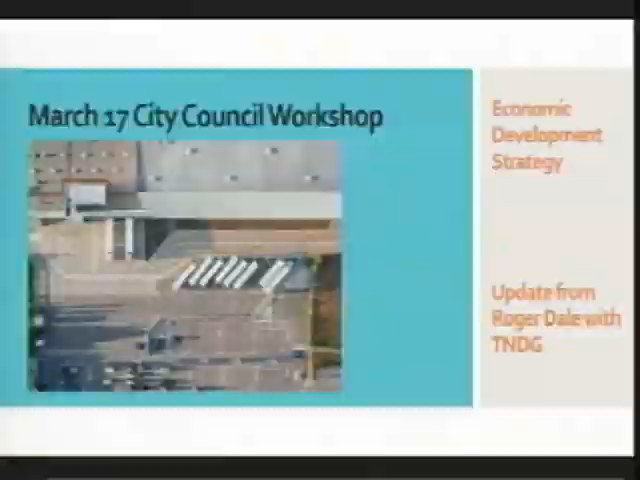 March 17 City Council Workshop
Economic
Development
Strategy
Update from
Roger Dale with
TNDG